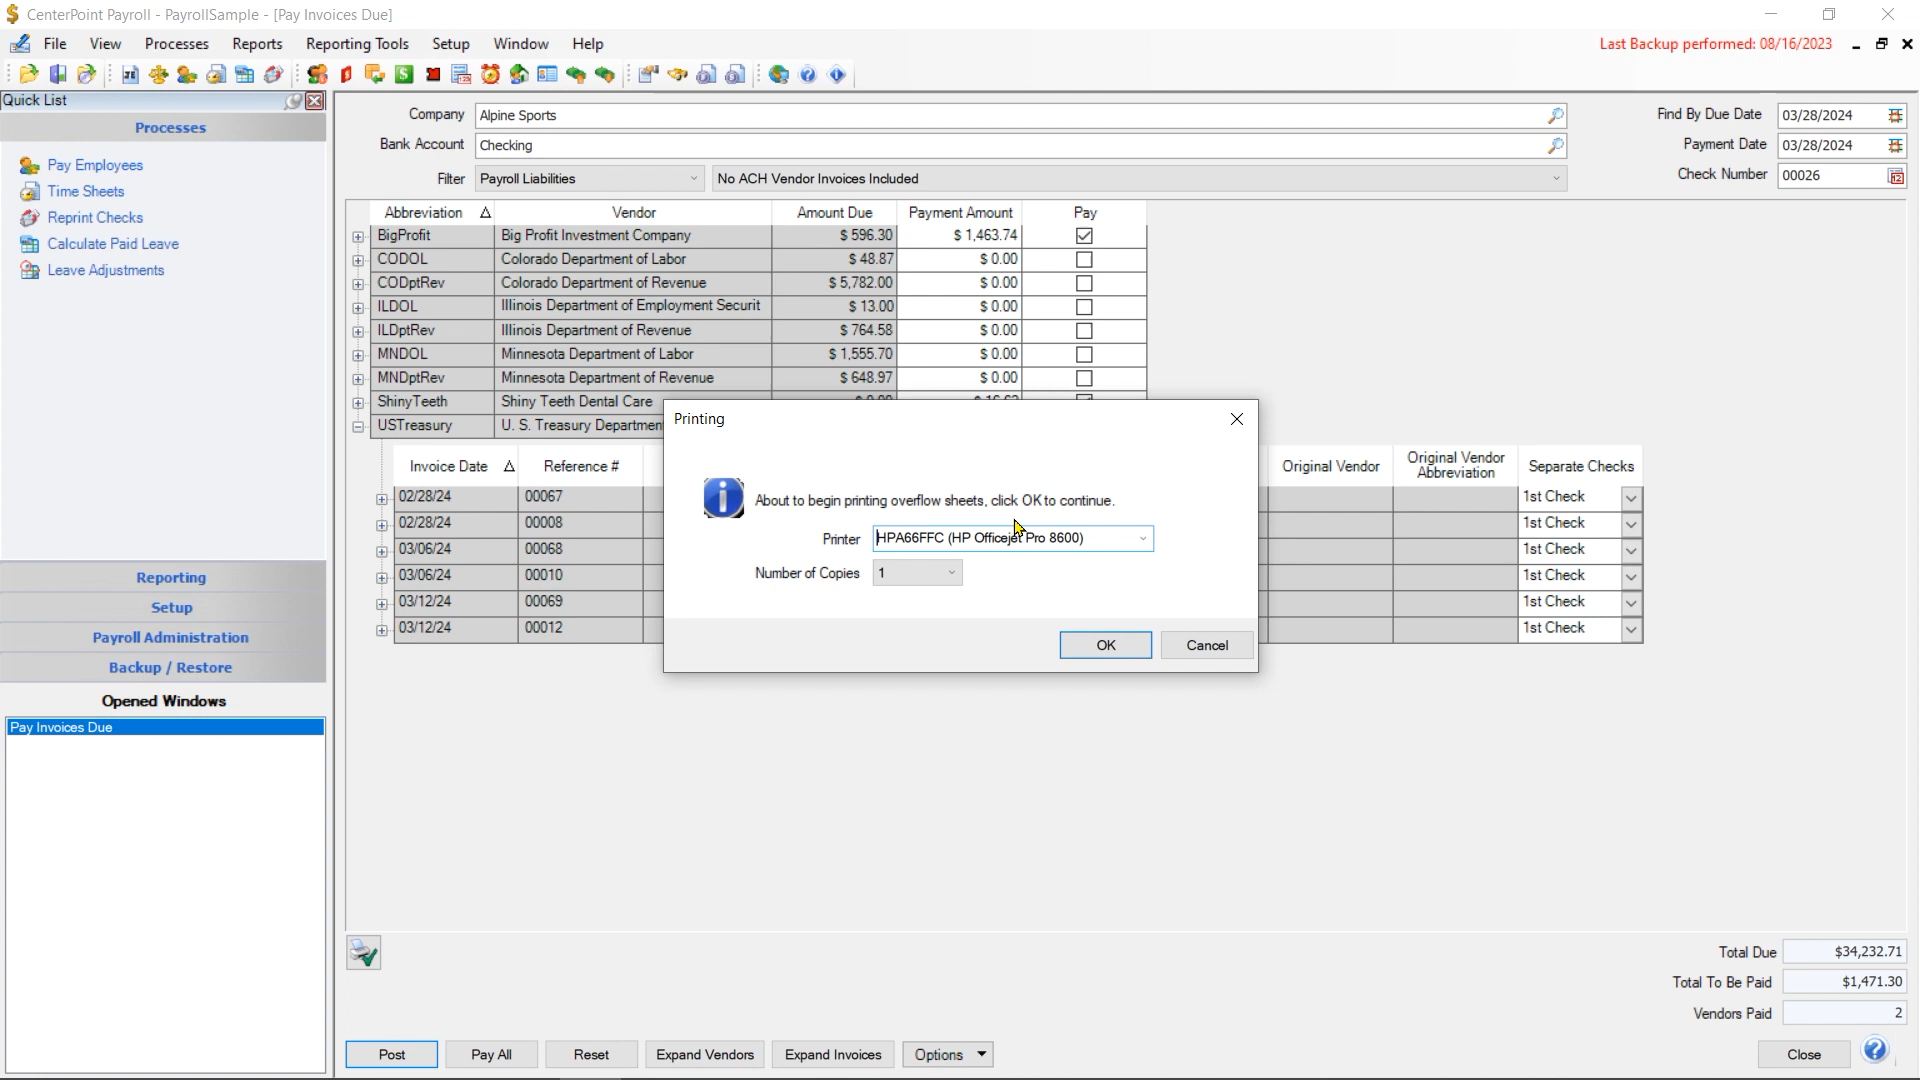 CenterPoint Payroll - PayrollSample - [Pay Invoices Due]
File View Processes Reports Reporting Tools Setup Window Help
Last Backup performed: 08/16/2023
Quick List
Processes
Pay Employees
Time Sheets
Reprint Checks
Calculate Paid Leave
Leave Adjustments
Reporting
Setup
Payroll Administration
Backup / Restore
Opened Windows
Pay Invoices Due
Company Alpine Sports
Bank Account Checking
Filter Payroll Liabilities No ACH Vendor Invoices Included
Find By Due Date 03/28/2024
Payment Date 03/28/2024
Check Number 00026
Abbreviation Vendor Amount Due Payment Amount Pay
BigProfit Big Profit Investment Company $ 596.30 $ 1,463.74
CODOL Colorado Department of Labor $ 48.87 $ 0.00
CODptRev Colorado Department of Revenue $ 5,782.00 $ 0.00
ILDOL Illinois Department of Employment Securit $ 13.00 $ 0.00
ILDptRev Illinois Department of Revenue $ 764.58 $ 0.00
MNDOL Minnesota Department of Labor $ 1,555.70 $ 0.00
MNDptRev Minnesota Department of Revenue $ 648.97 $ 0.00
ShinyTeeth Shiny Teeth Dental Care
USTreasury U. S. Treasury Department
Invoice Date Reference # Original Vendor Original Vendor Abbreviation Separate Checks
02/28/24 00067 1st Check
02/28/24 00008 1st Check
03/06/24 00068 1st Check
03/06/24 00010 1st Check
03/12/24 00069 1st Check
03/12/24 00012 1st Check
Printing
About to begin printing overflow sheets, click OK to continue.
Printer HPA66FFC (HP Officejet Pro 8600)
Number of Copies 1
OK Cancel
Total Due $34,232.71
Total To Be Paid $1,471.30
Vendors Paid 2
Post Pay All Reset Expand Vendors Expand Invoices Options Close